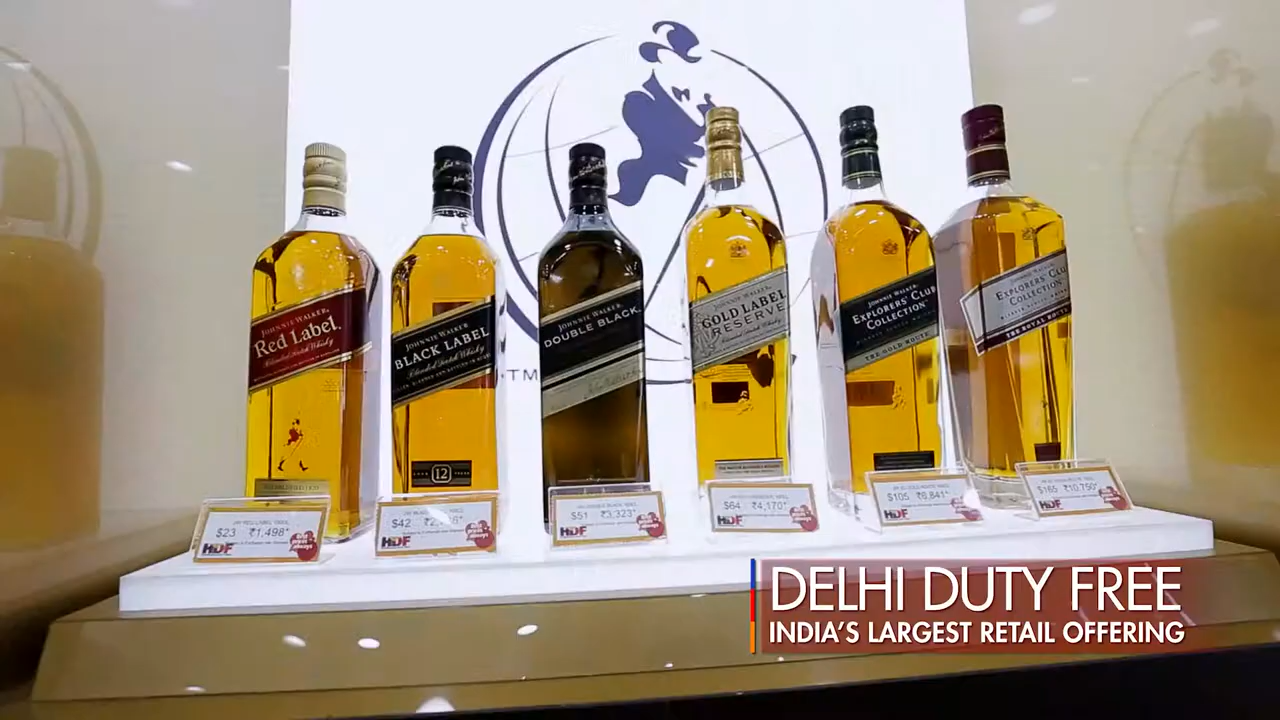 JOHNNIE WALKER
Red Label
Blended Scotch Whisky
JOHNNIE WALKER
BLACK LABEL
Blended Scotch Whisky
12
JOHNNIE WALKER
DOUBLE BLACK
JOHNNIE WALKER
GOLD LABEL
RESERVE
JOHNNIE WALKER
EXPLORERS' CLUB
COLLECTION
THE GOLD ROUTE
EXPLORERS' CLU
COLLECTION
THE ROYAL ROUTE
TM
$23 ₹1,498*
HDF
$42
HDF
$51 ₹3,323*
HDF
$64 ₹4,170*
HDF
$105 ₹6,841*
HDF
$165 ₹10,750*
HDF
DELHI DUTY FREE
INDIA'S LARGEST RETAIL OFFERING